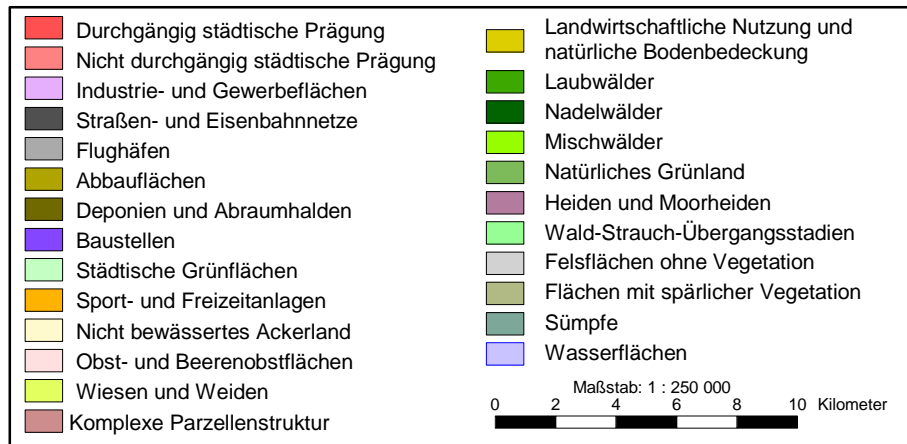 Durchgängig städtische Prägung
Nicht durchgängig städtische Prägung
Industrie- und Gewerbeflächen
Straßen- und Eisenbahnnetze
Flughäfen
Abbauflächen
Deponien und Abraumhalden
Baustellen
Städtische Grünflächen
Sport- und Freizeitanlagen
Nicht bewässertes Ackerland
Obst- und Beerenobstflächen
Wiesen und Weiden
Komplexe Parzellenstruktur
Landwirtschaftliche Nutzung und
natürliche Bodenbedeckung
Laubwälder
Nadelwälder
Mischwälder
Natürliches Grünland
Heiden und Moorheiden
Wald-Strauch-Übergangsstadien
Felsflächen ohne Vegetation
Flächen mit spärlicher Vegetation
Sümpfe
Wasserflächen
Maßstab: 1 : 250 000
0 2 4 6 8 10 Kilometer